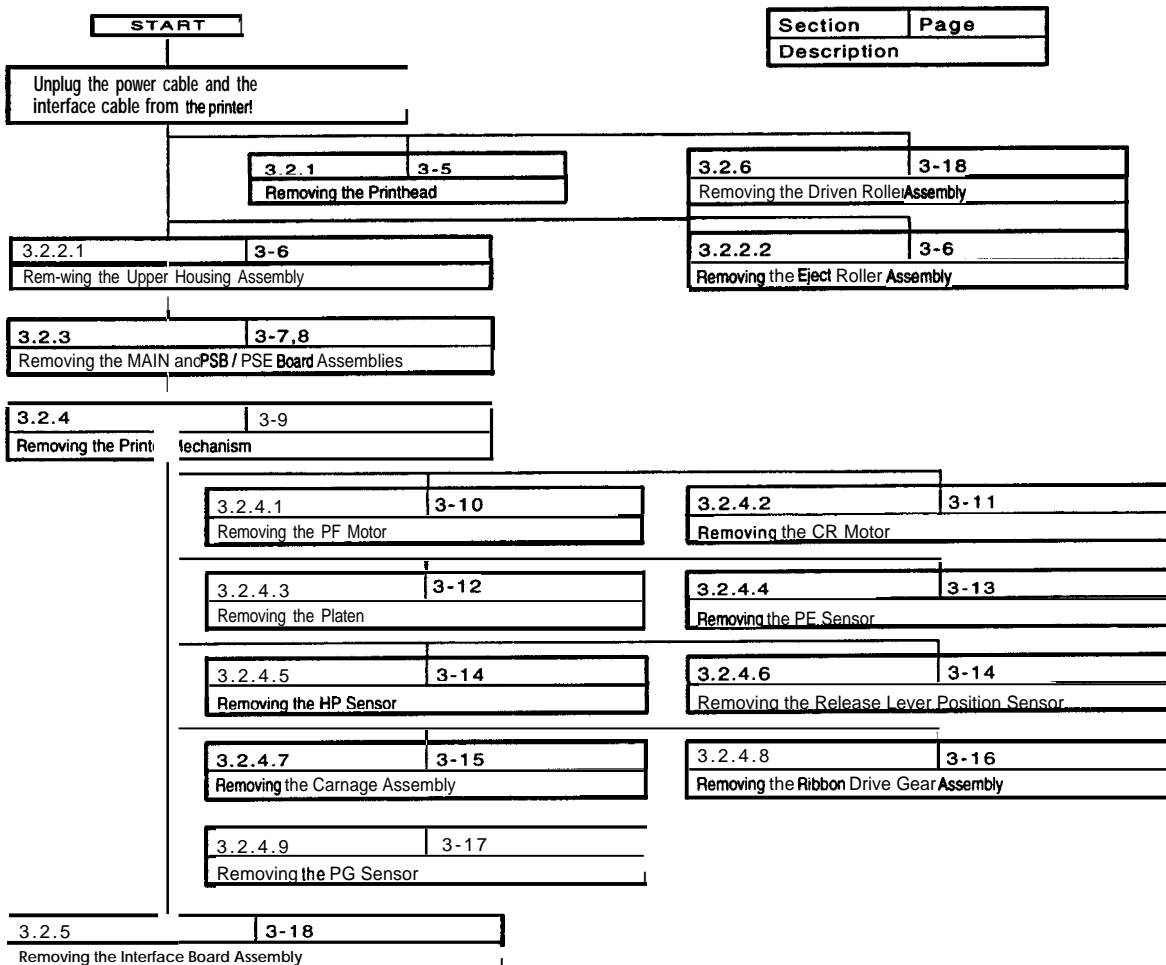 START
Section Page
Description
Unplug the power cable and the
interface cable from the printer!
3.2.1 3-5
Removing the Printhead
3.2.6 3-18
Removing the Driven Roller Assembly
3.2.2.1 3-6
Rem-wing the Upper Housing Assembly
3.2.2.2 3-6
Removing the Eject Roller Assembly
3.2.3 3-7,8
Removing the MAIN and PSB / PSE Board Assemblies
3.2.4 3-9
Removing the Print lechanism
3.2.4.1 3-10
Removing the PF Motor
3.2.4.2 3-11
Removing the CR Motor
3.2.4.3 3-12
Removing the Platen
3.2.4.4 3-13
Removing the PE Sensor
3.2.4.5 3-14
Removing the HP Sensor
3.2.4.6 3-14
Removing the Release Lever Position Sensor
3.2.4.7 3-15
Removing the Carnage Assembly
3.2.4.8 3-16
Removing the Ribbon Drive Gear Assembly
3.2.4.9 3-17
Removing the PG Sensor
3.2.5 3-18
Removing the Interface Board Assembly